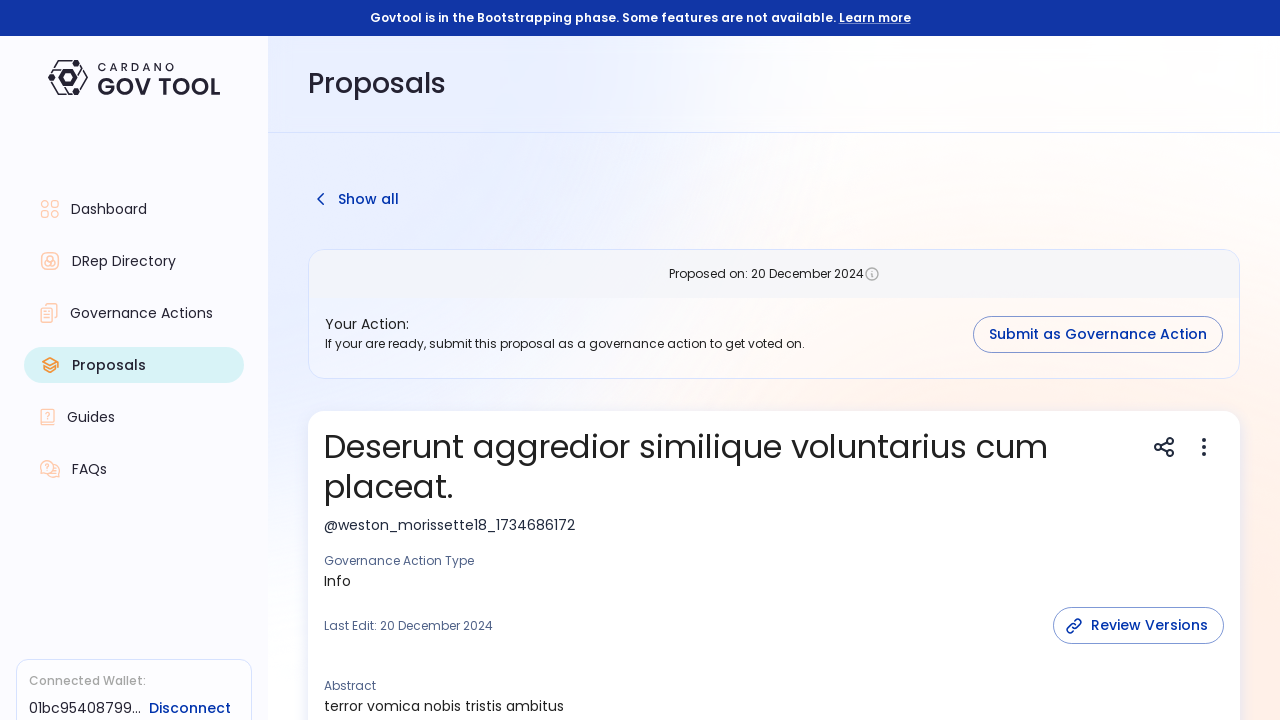 Govtool is in the Bootstrapping phase. Some features are not available. Learn more
CARDANO
GOV TOOL
Proposals
Dashboard
DRep Directory
Governance Actions
Proposals
Guides
FAQs
Connected Wallet:
01bc95408799... Disconnect
Show all
Proposed on: 20 December 2024
Your Action:
If your are ready, submit this proposal as a governance action to get voted on.
Submit as Governance Action
Deserunt aggredior similique voluntarius cum
placeat.
@weston_morissette18_1734686172
Governance Action Type
Info
Last Edit: 20 December 2024
Review Versions
Abstract
terror vomica nobis tristis ambitus